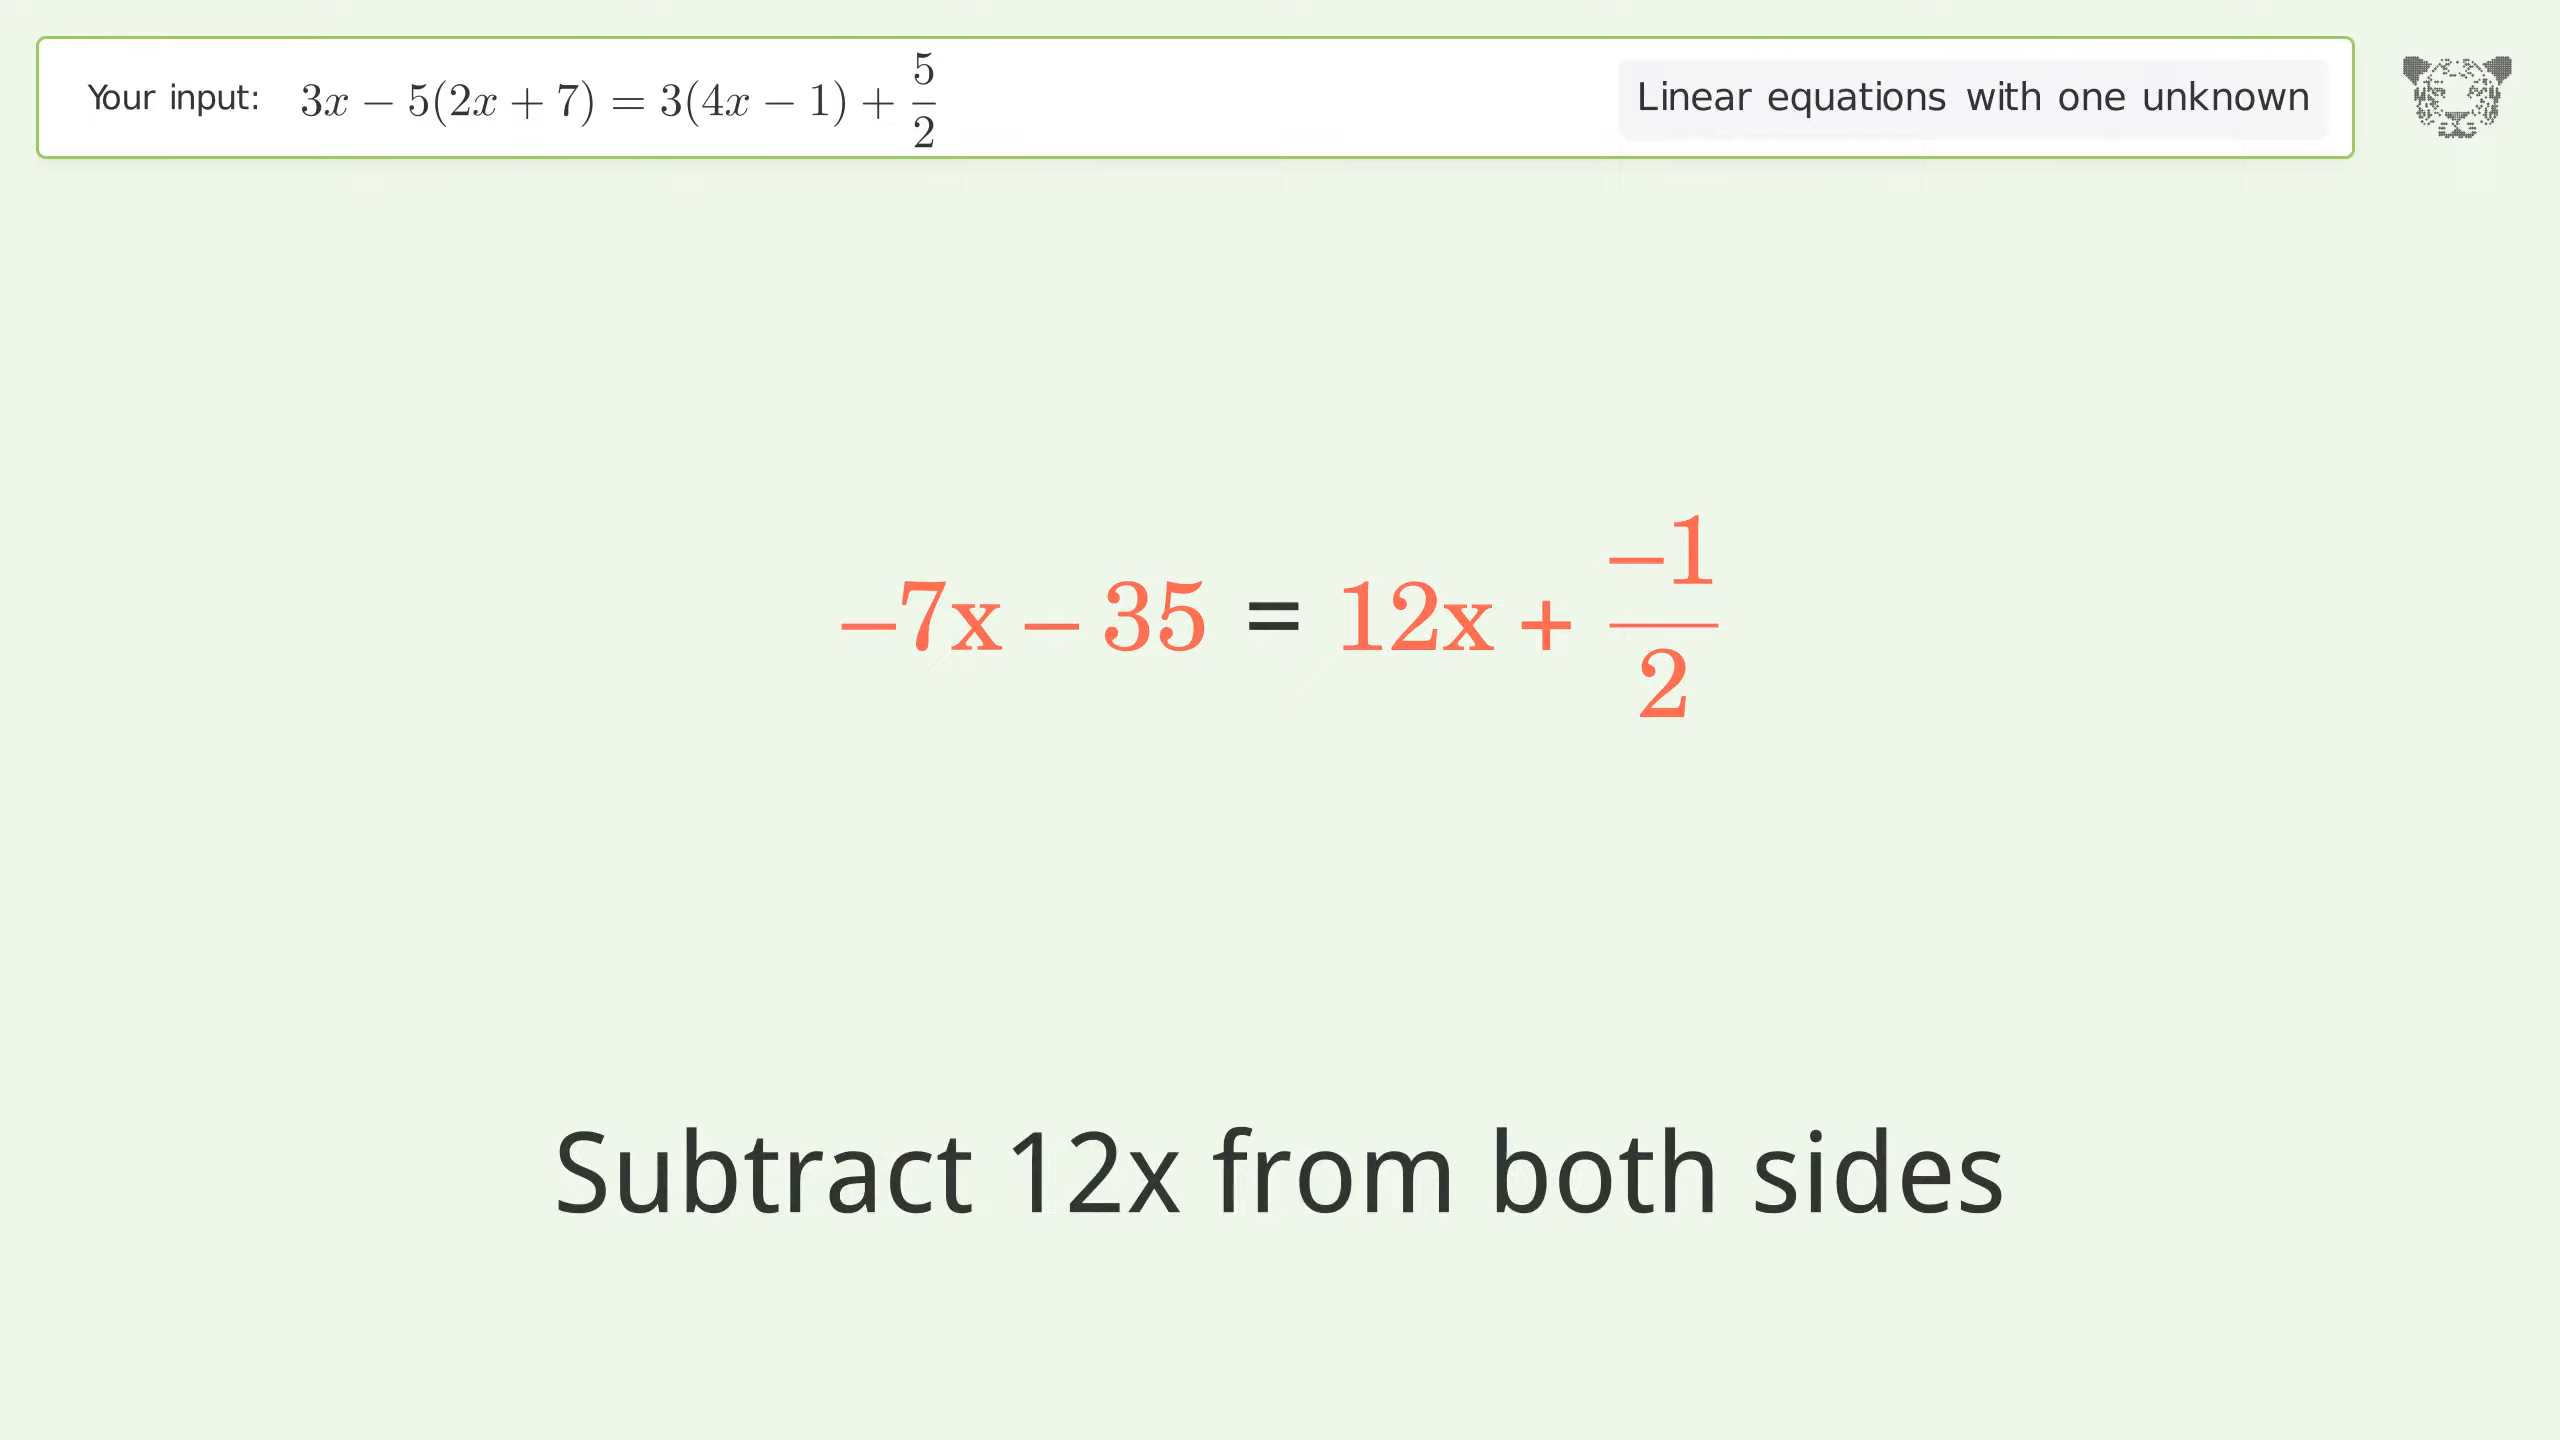 Your input: 3x − 5(2x + 7) = 3(4x − 1) + 5/2
Linear equations with one unknown
−7x − 35 = 12x + −1/2
Subtract 12x from both sides